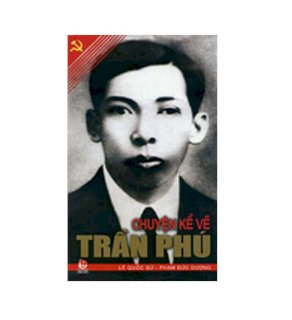 CHUYỆN KỂ VỀ
TRẦN PHÚ
LÊ QUỐC SỬ - PHẠM ĐỨC DƯƠNG